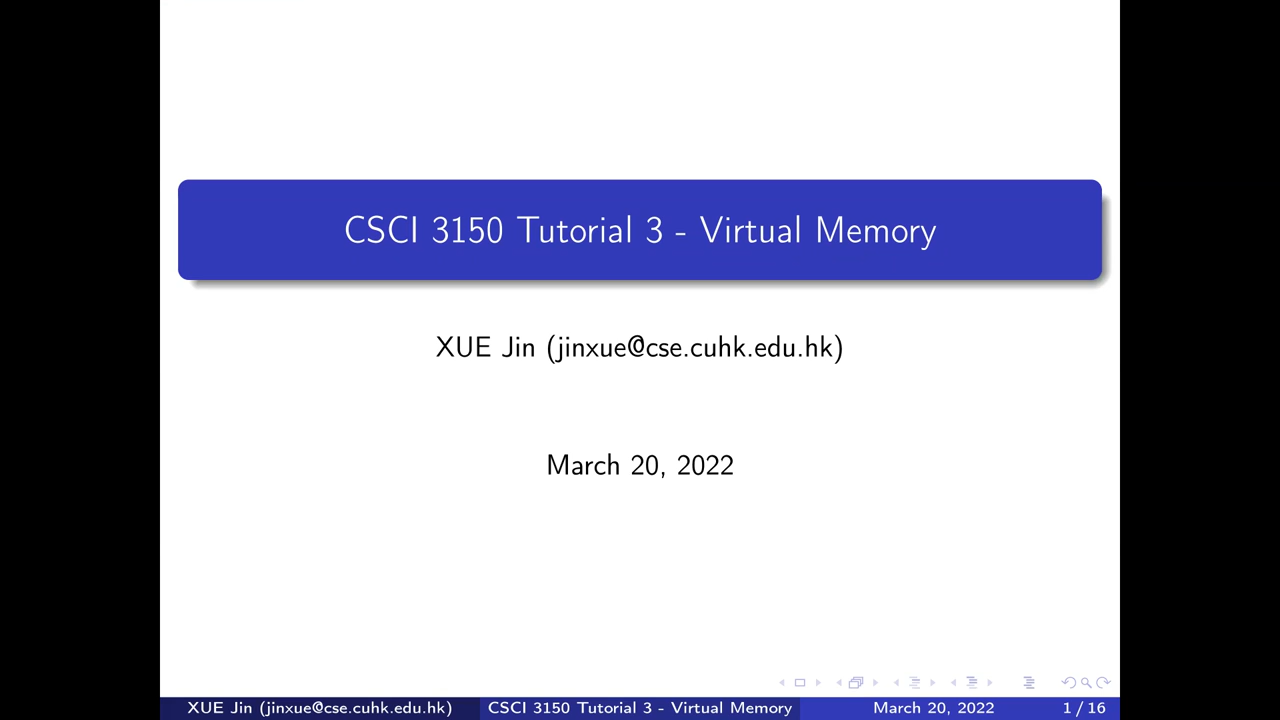 CSCI 3150 Tutorial 3 - Virtual Memory
XUE Jin (jinxue@cse.cuhk.edu.hk)
March 20, 2022
XUE Jin (jinxue@cse.cuhk.edu.hk) CSCI 3150 Tutorial 3 - Virtual Memory March 20, 2022 1 / 16